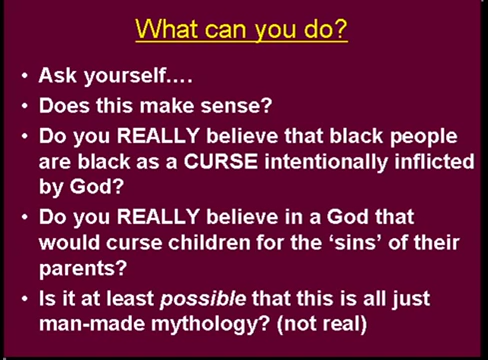 What can you do?
• Ask yourself....
• Does this make sense?
• Do you REALLY believe that black people
are black as a CURSE intentionally inflicted
by God?
• Do you REALLY believe in a God that
would curse children for the ‘sins’ of their
parents?
• Is it at least possible that this is all just
man-made mythology? (not real)